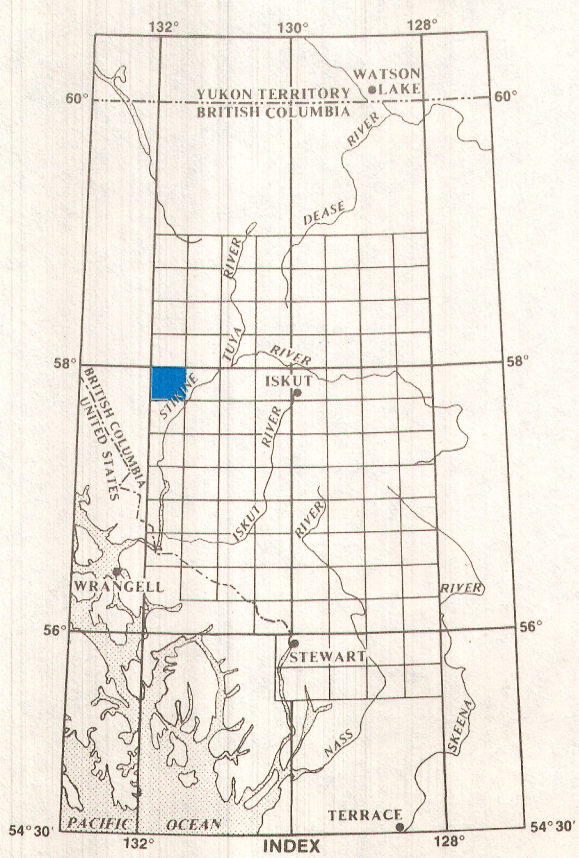 132°
130°
128°
WATSON
LAKE
60°
60°
YUKON TERRITORY
BRITISH COLUMBIA
RIVER
DEASE
RIVER
TUYA
58°
58°
RIVER
ISKUT
STIKINE
BRITISH COLUMBIA
UNITED STATES
RIVER
ISKUT
RIVER
WRANGELL
RIVER
56°
56°
STEWART
SKEENA
NASS
TERRACE
PACIFIC OCEAN
54° 30'
54° 30'
132°
INDEX
128°